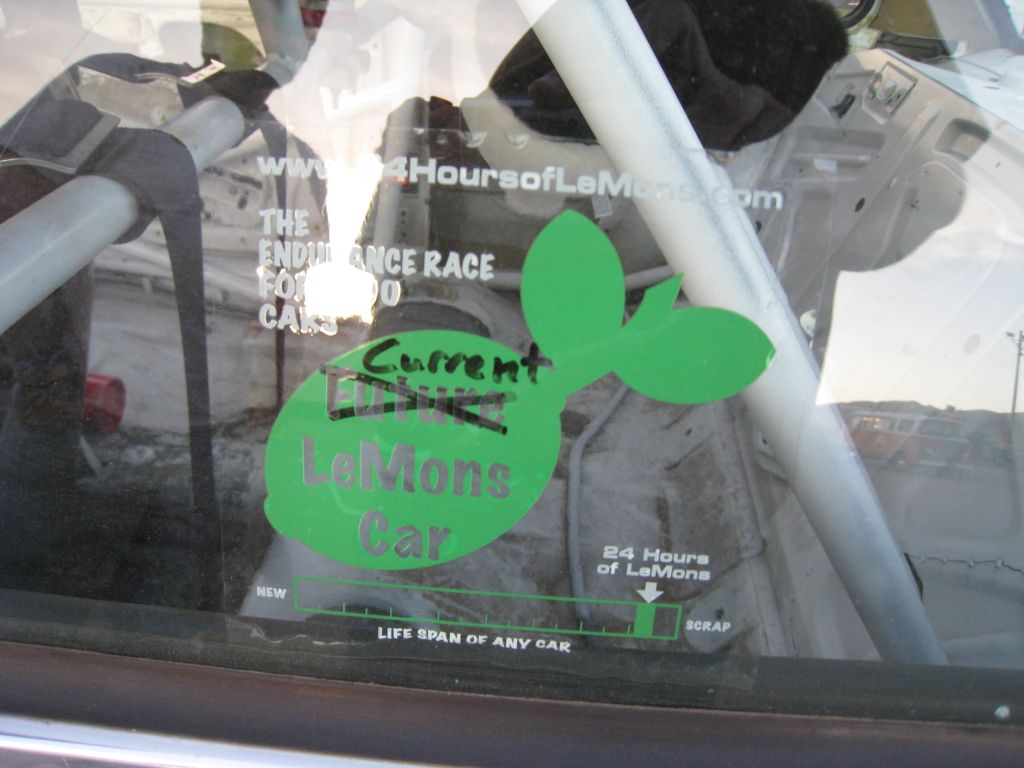 www.24HoursofLeMons.com
THE
ENDURANCE RACE
FOR
CARS
Current
Future
LeMons
Car
24 Hours
of LeMons
NEW
SCRAP
LIFE SPAN OF ANY CAR